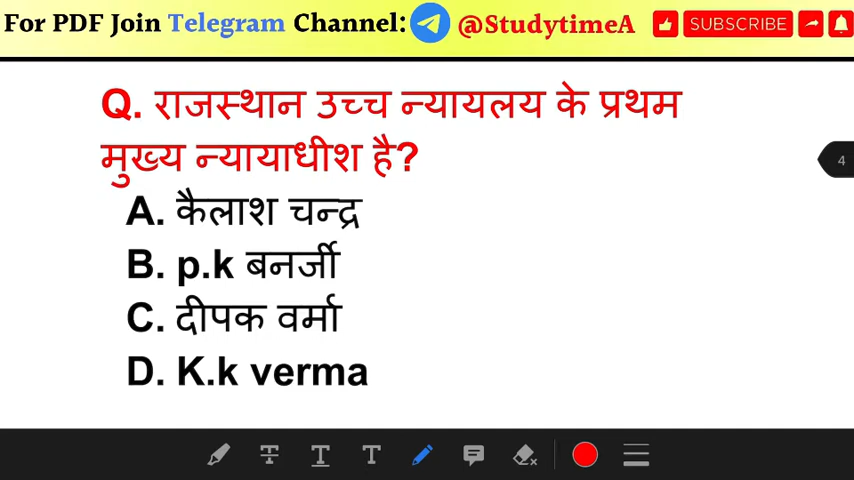 For PDF Join Telegram Channel: @StudytimeA SUBSCRIBE
Q. राजस्थान उच्च न्यायलय के प्रथम
मुख्य न्यायाधीश है?
4
A. कैलाश चन्द्र
B. p.k बनर्जी
C. दीपक वर्मा
D. K.k verma
T T T